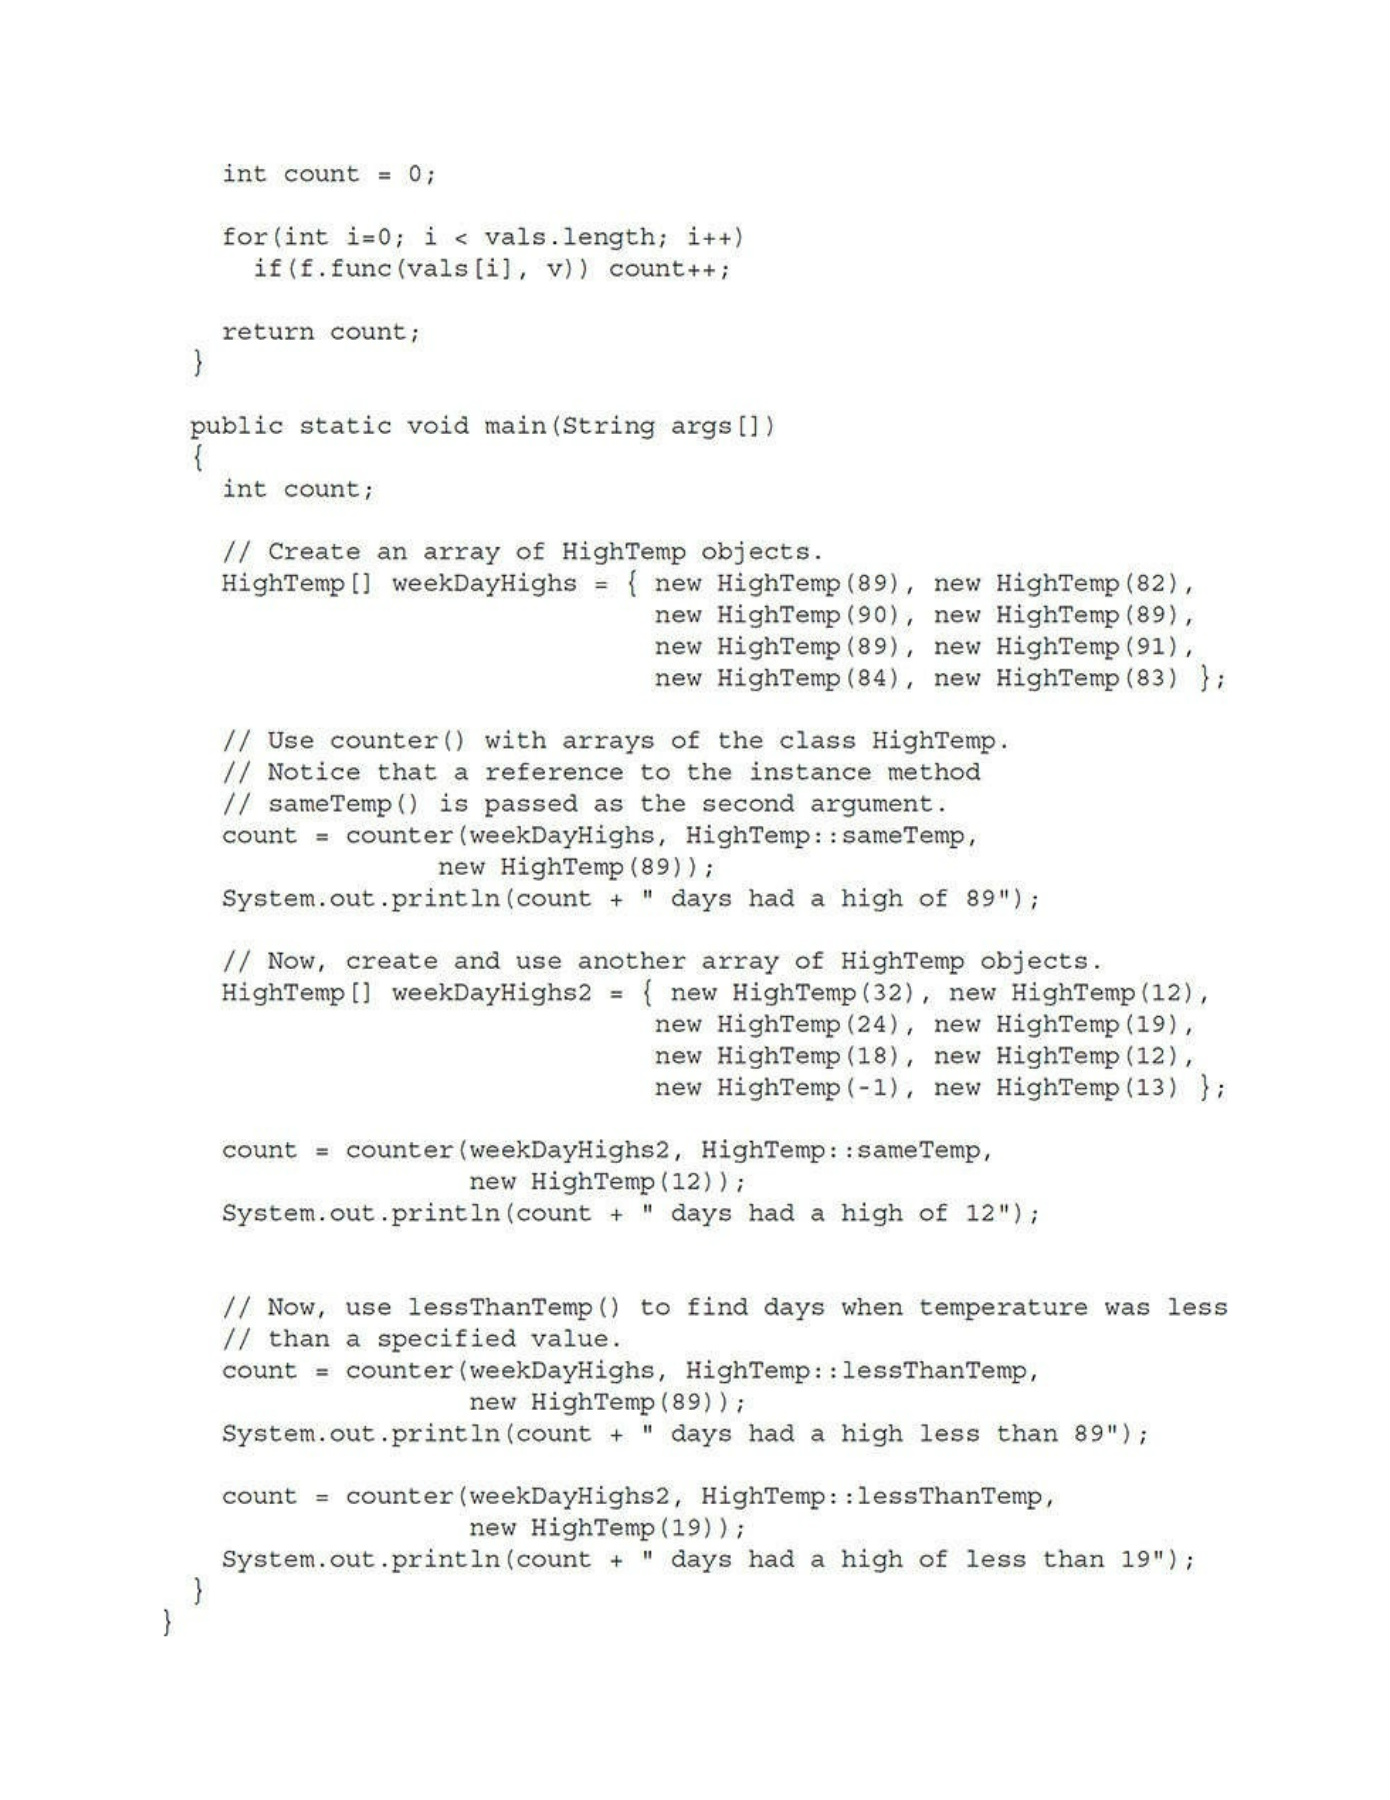 int count = 0;
for(int i=0; i < vals.length; i++)
if(f.func(vals[i], v)) count++;
return count;
}
public static void main(String args[])
{
int count;
// Create an array of HighTemp objects.
HighTemp[] weekDayHighs = { new HighTemp(89), new HighTemp(82),
new HighTemp(90), new HighTemp(89),
new HighTemp(89), new HighTemp(91),
new HighTemp(84), new HighTemp(83) };
// Use counter() with arrays of the class HighTemp.
// Notice that a reference to the instance method
// sameTemp() is passed as the second argument.
count = counter(weekDayHighs, HighTemp::sameTemp,
new HighTemp(89));
System.out.println(count + " days had a high of 89");
// Now, create and use another array of HighTemp objects.
HighTemp[] weekDayHighs2 = { new HighTemp(32), new HighTemp(12),
new HighTemp(24), new HighTemp(19),
new HighTemp(18), new HighTemp(12),
new HighTemp(-1), new HighTemp(13) };
count = counter(weekDayHighs2, HighTemp::sameTemp,
new HighTemp(12));
System.out.println(count + " days had a high of 12");
// Now, use lessThanTemp() to find days when temperature was less
// than a specified value.
count = counter(weekDayHighs, HighTemp::lessThanTemp,
new HighTemp(89));
System.out.println(count + " days had a high less than 89");
count = counter(weekDayHighs2, HighTemp::lessThanTemp,
new HighTemp(19));
System.out.println(count + " days had a high of less than 19");
}
}